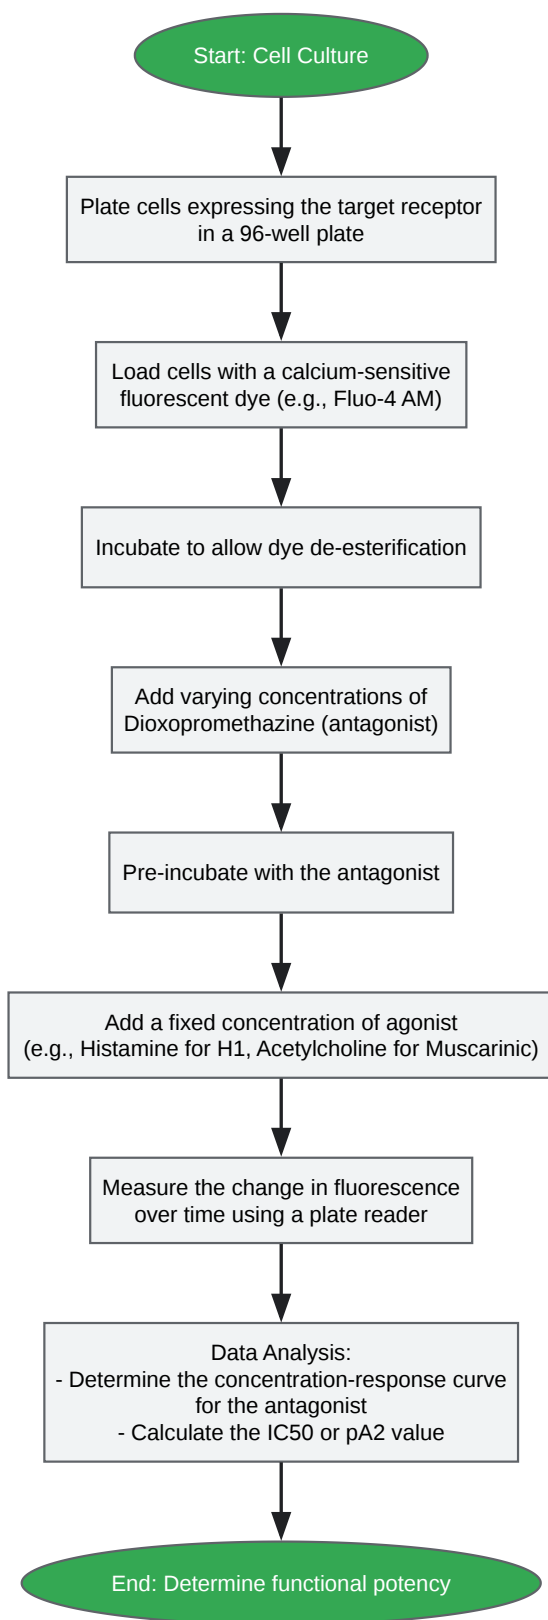 Start: Cell Culture
Plate cells expressing the target receptor
in a 96-well plate
Load cells with a calcium-sensitive
fluorescent dye (e.g., Fluo-4 AM)
Incubate to allow dye de-esterification
Add varying concentrations of
Dioxopromethazine (antagonist)
Pre-incubate with the antagonist
Add a fixed concentration of agonist
(e.g., Histamine for H1, Acetylcholine for Muscarinic)
Measure the change in fluorescence
over time using a plate reader
Data Analysis:
- Determine the concentration-response curve
for the antagonist
- Calculate the IC50 or pA2 value
End: Determine functional potency